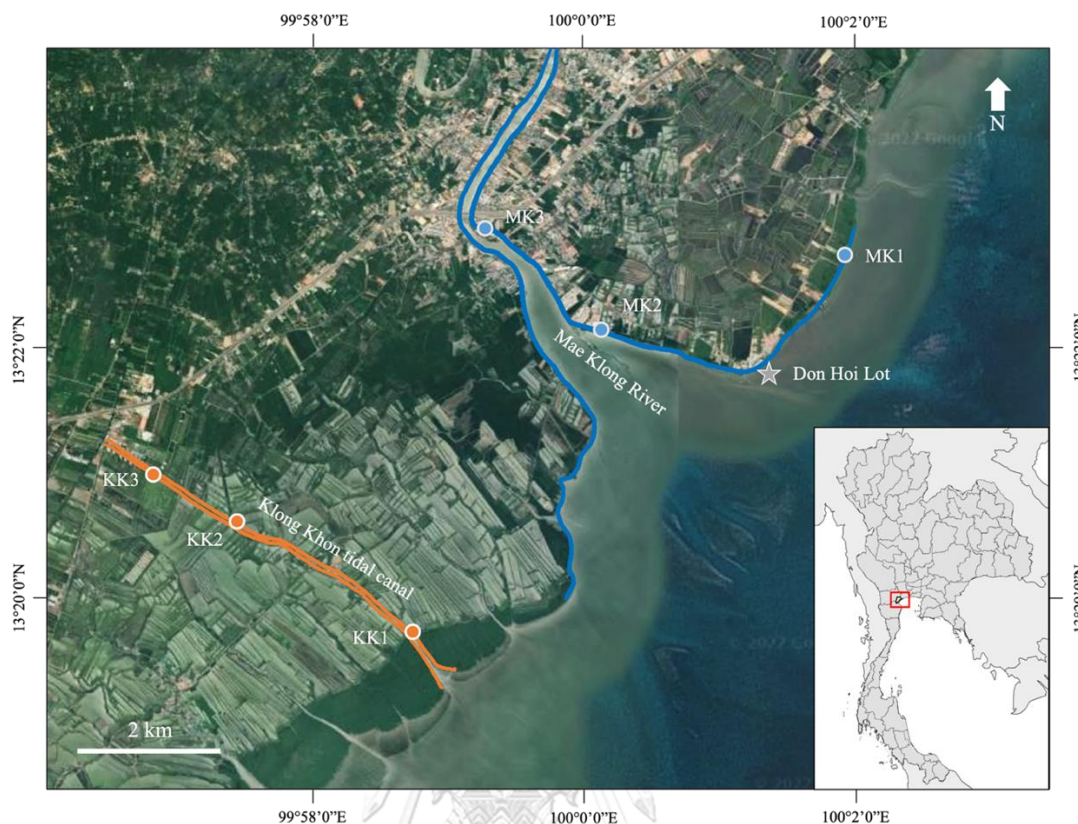 99°58’0”E
100°0’0”E
100°2’0”E
N
MK3
MK1
MK2
13°22’0”N
Mae Klong River
Don Hoi Lot
KK3
KK2
Klong Khon tidal canal
13°20’0”N
KK1
2 km
99°58’0”E
100°0’0”E
100°2’0”E